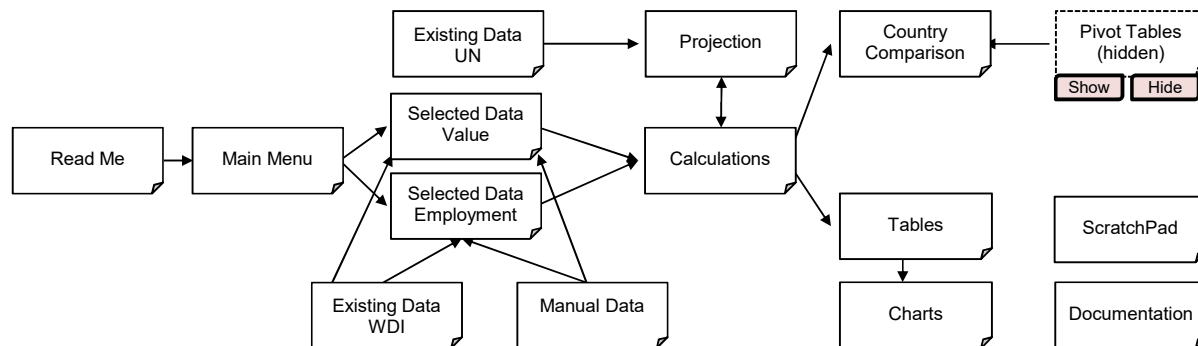 Existing Data
UN
Projection
Country
Comparison
Pivot Tables
(hidden)
Show
Hide
Read Me
Main Menu
Selected Data
Value
Calculations
Selected Data
Employment
Tables
ScratchPad
Existing Data
WDI
Manual Data
Charts
Documentation